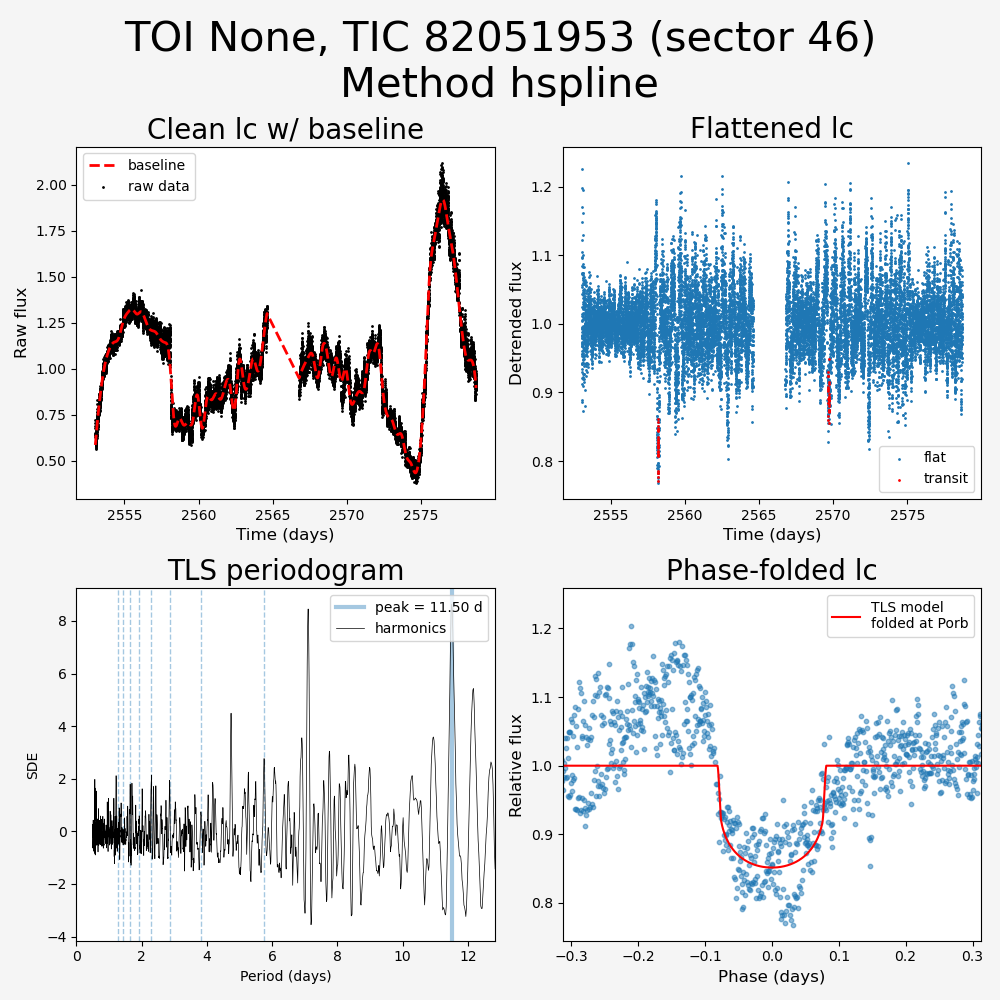 TOI None, TIC 82051953 (sector 46)
Method hspline
Clean lc w/ baseline
baseline
raw data
Raw flux
2.00
1.75
1.50
1.25
1.00
0.75
0.50
2555 2560 2565 2570 2575
Time (days)
Flattened lc
Detrended flux
1.2
1.1
1.0
0.9
0.8
flat
transit
2555 2560 2565 2570 2575
Time (days)
TLS periodogram
peak = 11.50 d
harmonics
SDE
8
6
4
2
0
−2
−4
0 2 4 6 8 10 12
Period (days)
Phase-folded lc
TLS model
folded at Porb
Relative flux
1.2
1.1
1.0
0.9
0.8
−0.3 −0.2 −0.1 0.0 0.1 0.2 0.3
Phase (days)